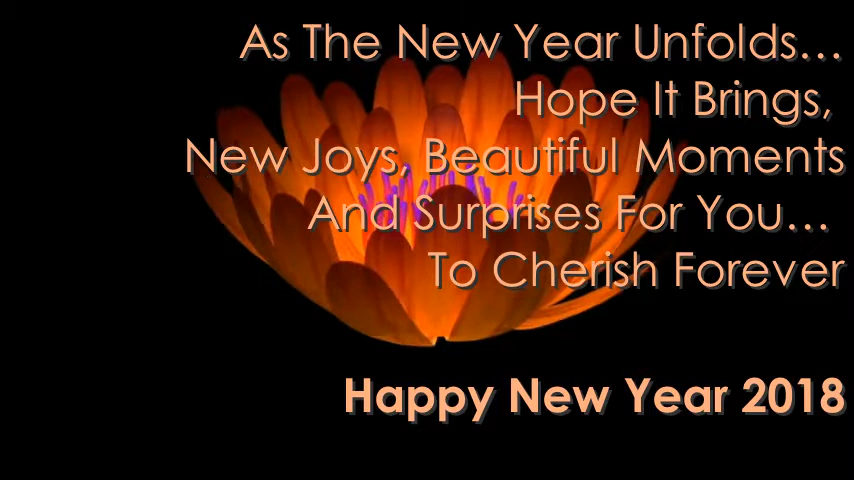 As The New Year Unfolds…
Hope It Brings,
New Joys, Beautiful Moments
And Surprises For You…
To Cherish Forever
Happy New Year 2018